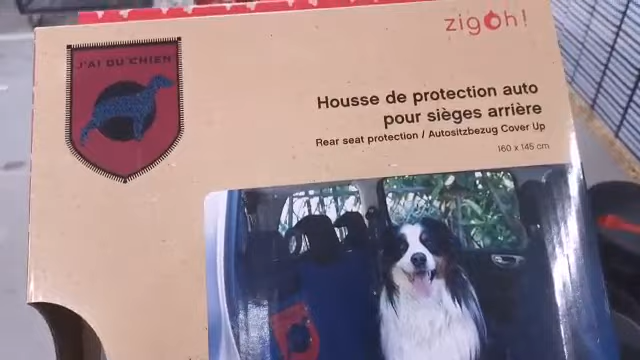 zigoh!
J'AI DU CHIEN
Housse de protection auto
pour sièges arrière
Rear seat protection / Autositzbezug Cover Up
160 x 145 cm